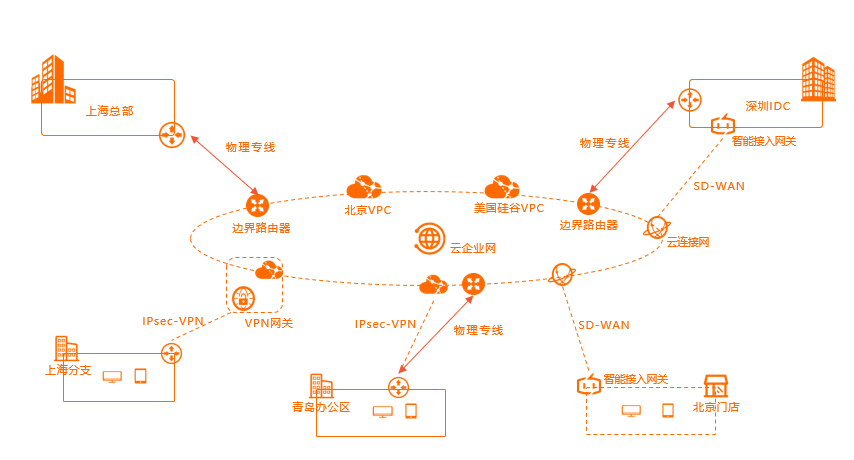 上海总部
深圳IDC
物理专线
物理专线
智能接入网关
SD-WAN
北京VPC
美国硅谷VPC
边界路由器
边界路由器
云连接网
云企业网
IPsec-VPN
VPN网关
IPsec-VPN
物理专线
SD-WAN
上海分支
智能接入网关
青岛办公区
北京门店